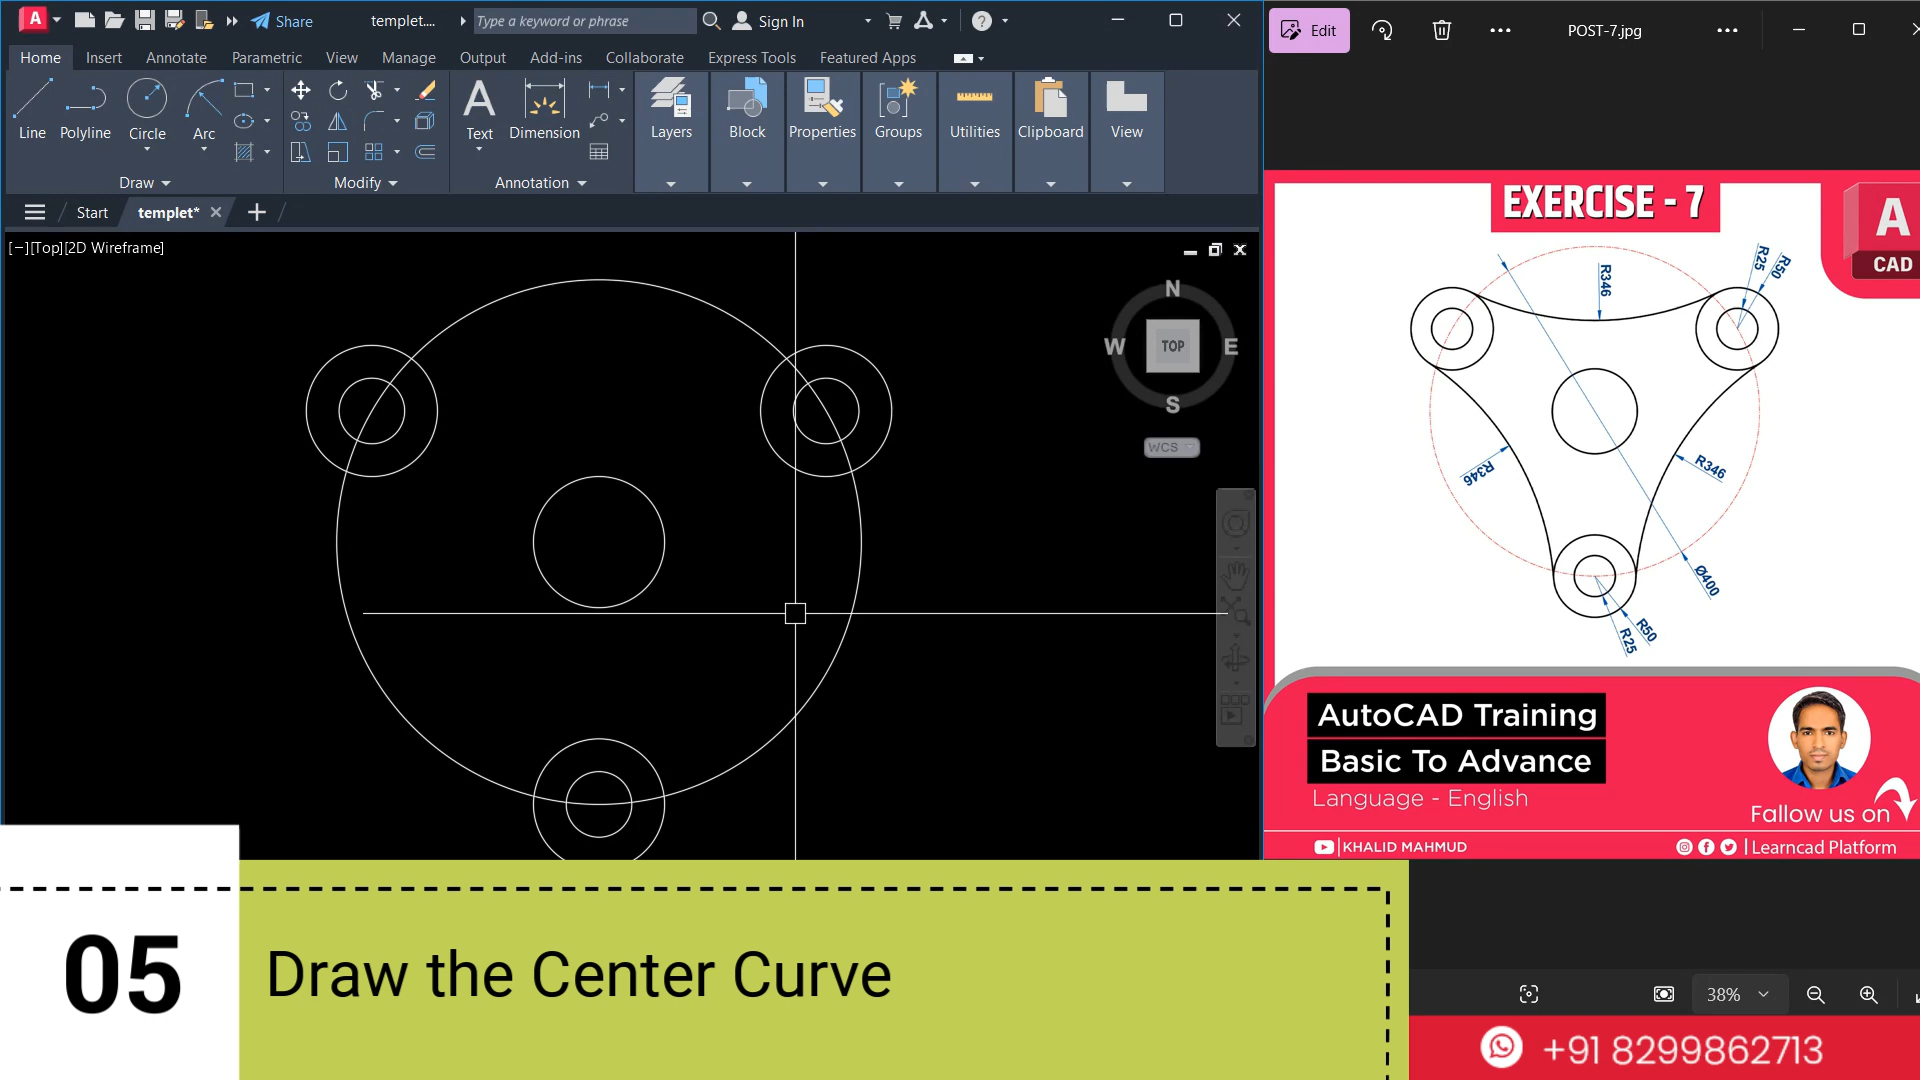 A
Share
templet....
Type a keyword or phrase
Sign In
Home
Insert
Annotate
Parametric
View
Manage
Output
Add-ins
Collaborate
Express Tools
Featured Apps
Line
Polyline
Circle
Arc
Text
Dimension
Layers
Block
Properties
Groups
Utilities
Clipboard
View
Draw
Modify
Annotation
Start
templet*
[−][Top][2D Wireframe]
N
W
TOP
E
S
WCS
Edit
POST-7.jpg
EXERCISE - 7
A
CAD
R346
R25
R50
R346
R346
Ø400
R50
R25
AutoCAD Training
Basic To Advance
Language - English
Fallow us on
KHALID MAHMUD
Learncad Platform
05
Draw the Center Curve
38%
+91 8299862713